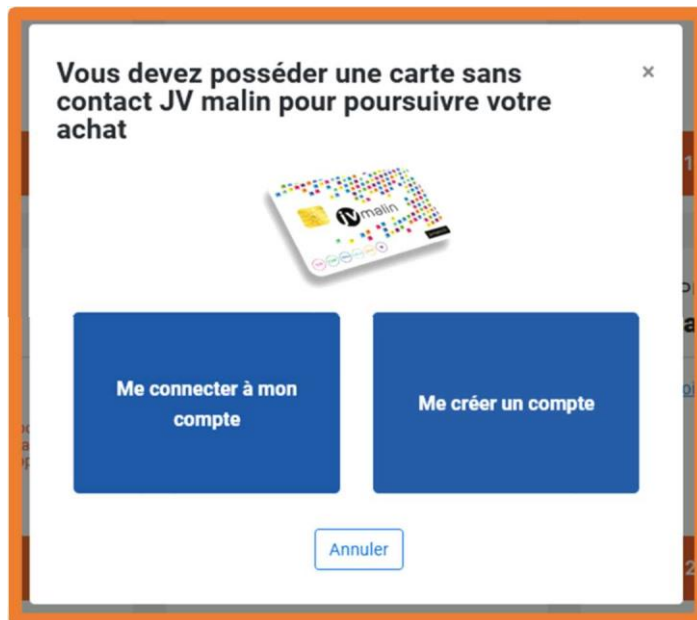 Vous devez posséder une carte sans
contact JV malin pour poursuivre votre
achat
×
JV malin
Me connecter à mon
compte
Me créer un compte
Annuler